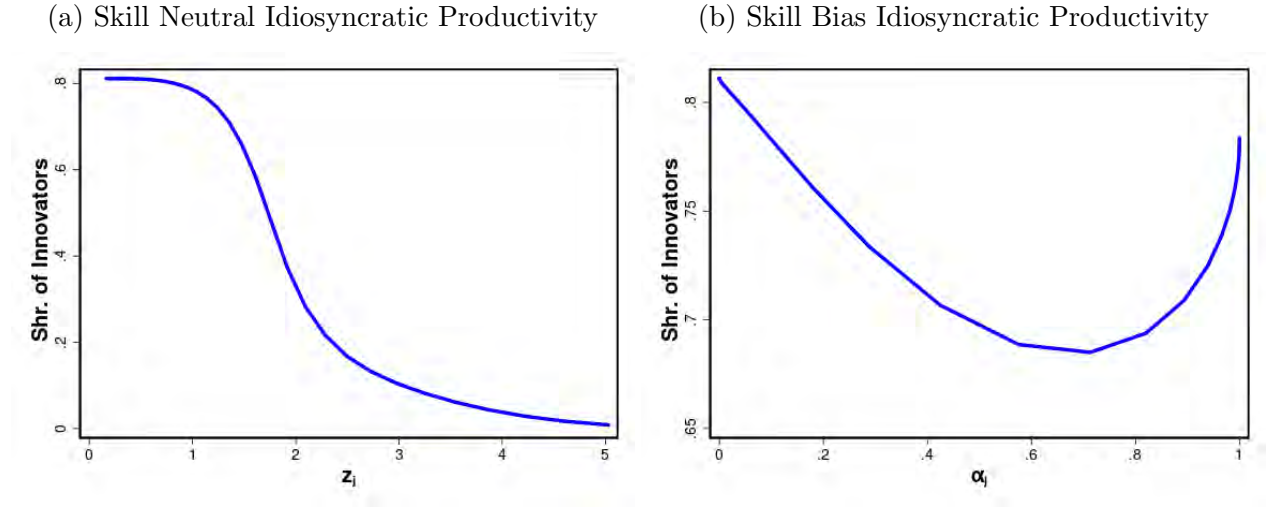 (a) Skill Neutral Idiosyncratic Productivity
Shr. of Innovators
.8
.6
.4
.2
0
0 1 2 3 4 5
zⱼ
(b) Skill Bias Idiosyncratic Productivity
Shr. of Innovators
.8
.75
.7
.65
0 .2 .4 .6 .8 1
αⱼ